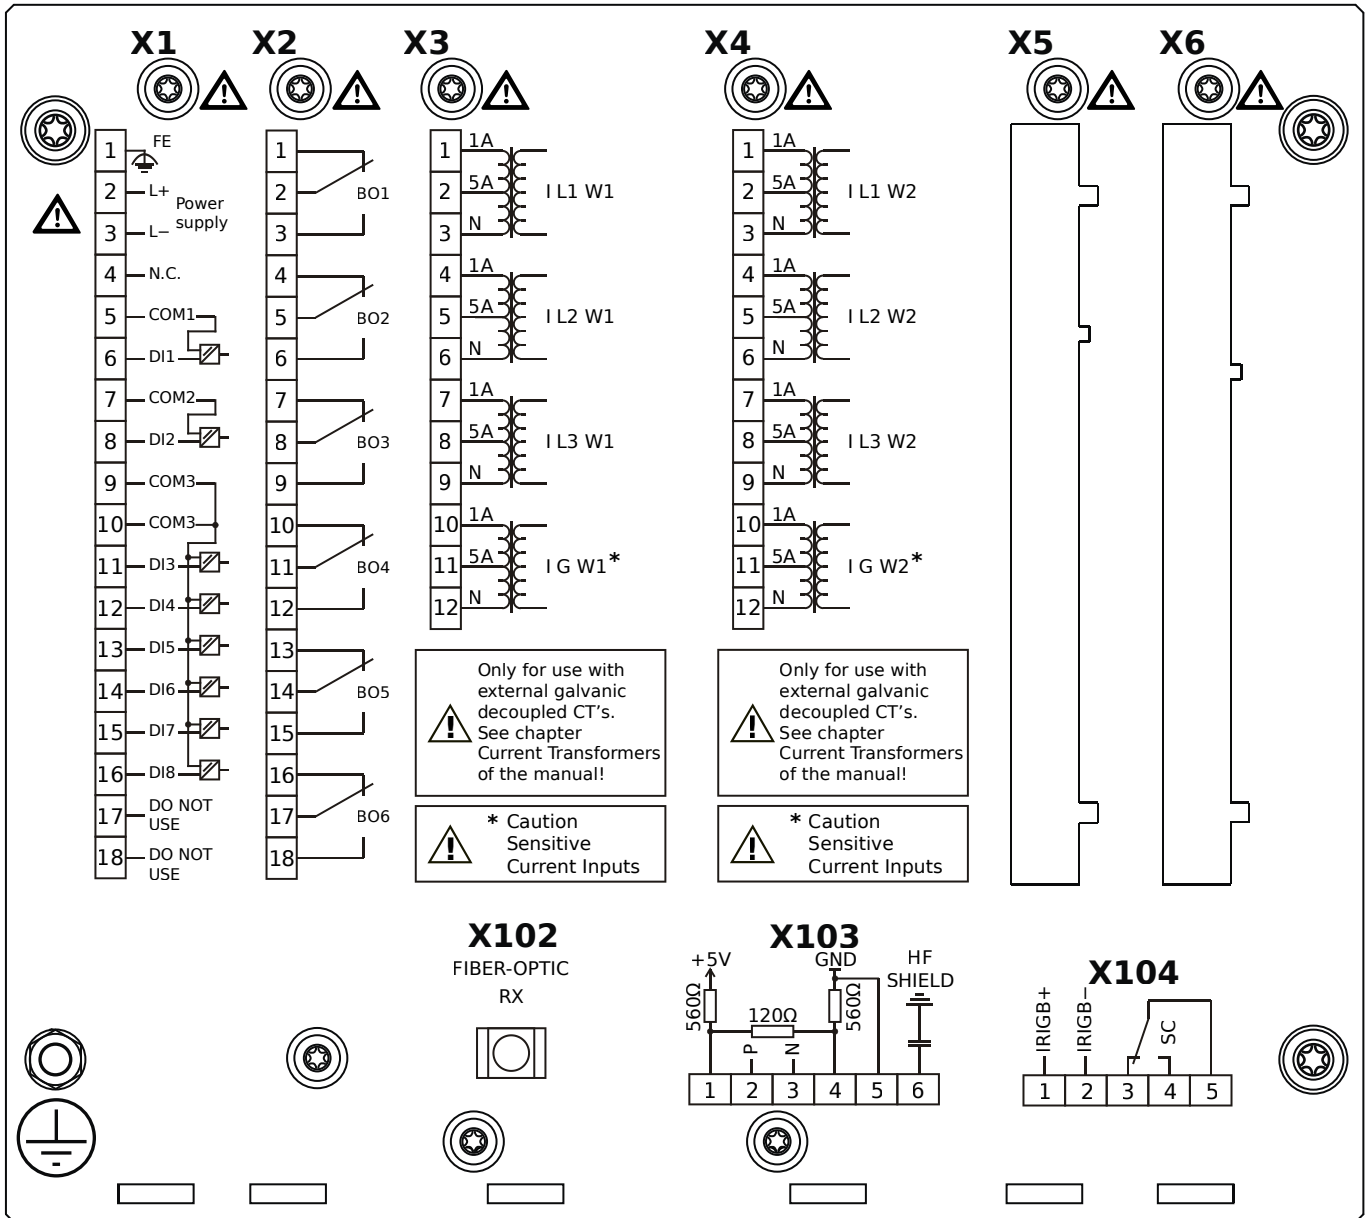 X1
X2
X3
X4
X5
X6
1 FE
2 L+
Power
supply
3 L−
4 N.C.
5 COM1
6 DI1
7 COM2
8 DI2
9 COM3
10 COM3
11 DI3
12 DI4
13 DI5
14 DI6
15 DI7
16 DI8
17 DO NOT
USE
18 DO NOT
USE
1
2 BO1
3
4
5 BO2
6
7
8 BO3
9
10
11 BO4
12
13
14 BO5
15
16
17 BO6
18
1 1A
2 5A I L1 W1
3 N
4 1A
5 5A I L2 W1
6 N
7 1A
8 5A I L3 W1
9 N
10 1A
11 5A I G W1*
12 N
Only for use with
external galvanic
decoupled CT's.
See chapter
Current Transformers
of the manual!
* Caution
Sensitive
Current Inputs
1 1A
2 5A I L1 W2
3 N
4 1A
5 5A I L2 W2
6 N
7 1A
8 5A I L3 W2
9 N
10 1A
11 5A I G W2*
12 N
Only for use with
external galvanic
decoupled CT's.
See chapter
Current Transformers
of the manual!
* Caution
Sensitive
Current Inputs
X102
FIBER-OPTIC
RX
X103
+5V GND HF
SHIELD
560Ω 120Ω 560Ω
P N
1 2 3 4 5 6
X104
IRIGB+ IRIGB− SC
1 2 3 4 5